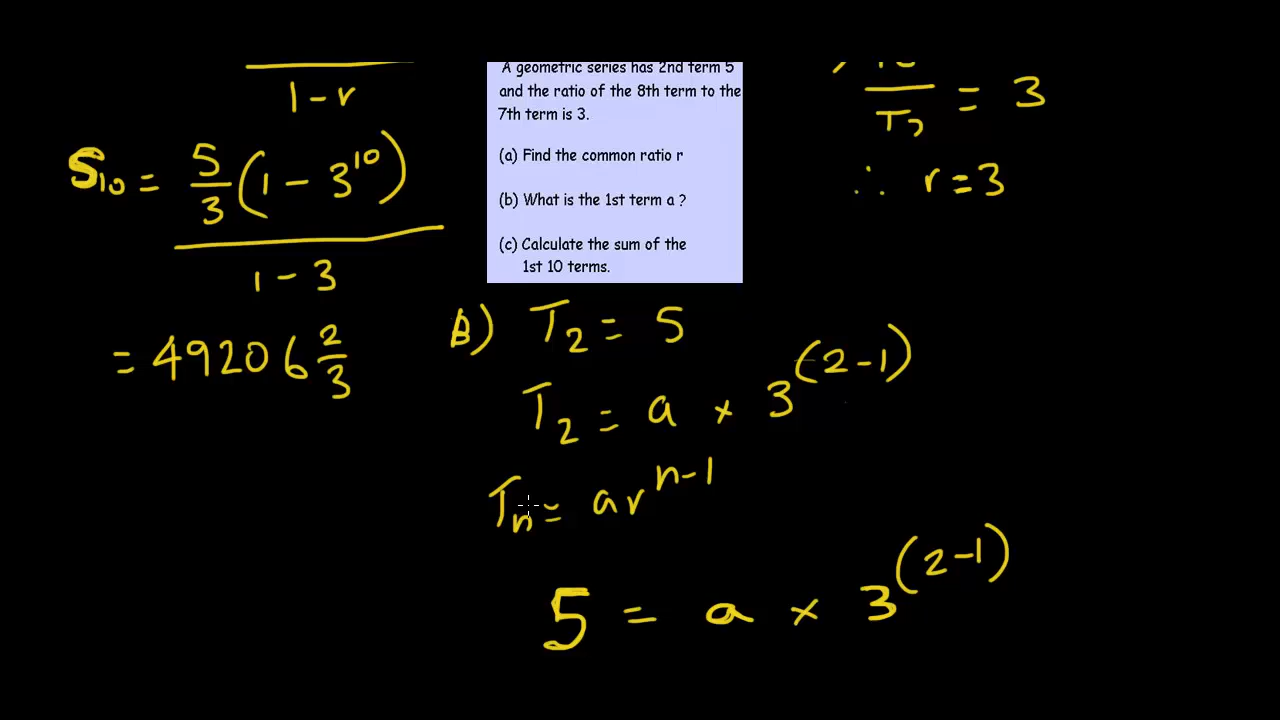 1 - r
S10 = 5/3 (1 - 3^10)
1 - 3
= 49206 2/3
A geometric series has 2nd term 5
and the ratio of the 8th term to the
7th term is 3.
(a) Find the common ratio r
(b) What is the 1st term a ?
(c) Calculate the sum of the
1st 10 terms.
= 3
∴ r = 3
B) T2 = 5
T2 = a × 3^(2-1)
Tn = ar^n-1
5 = a × 3^(2-1)